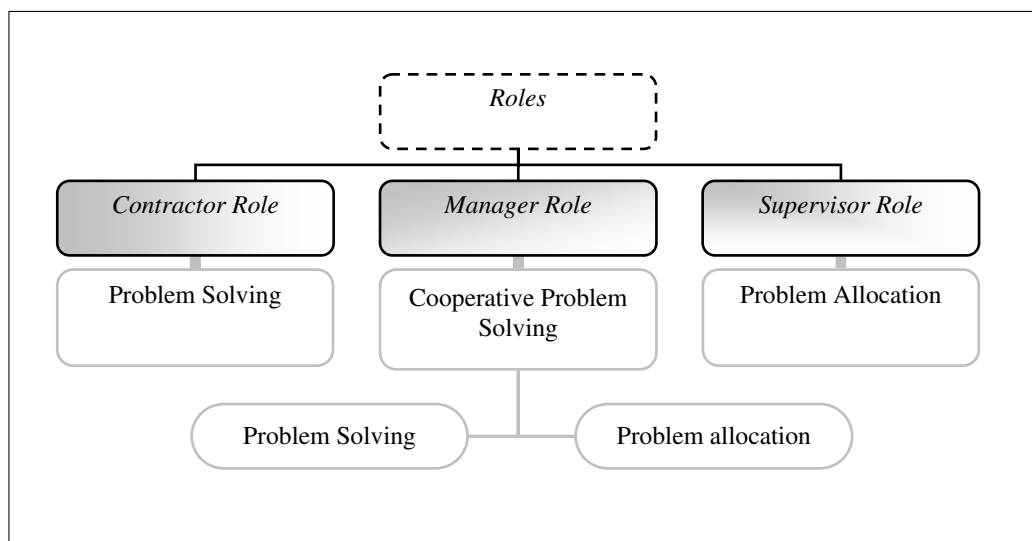 Roles
Contractor Role
Manager Role
Supervisor Role
Problem Solving
Cooperative Problem
Solving
Problem Allocation
Problem Solving
Problem allocation